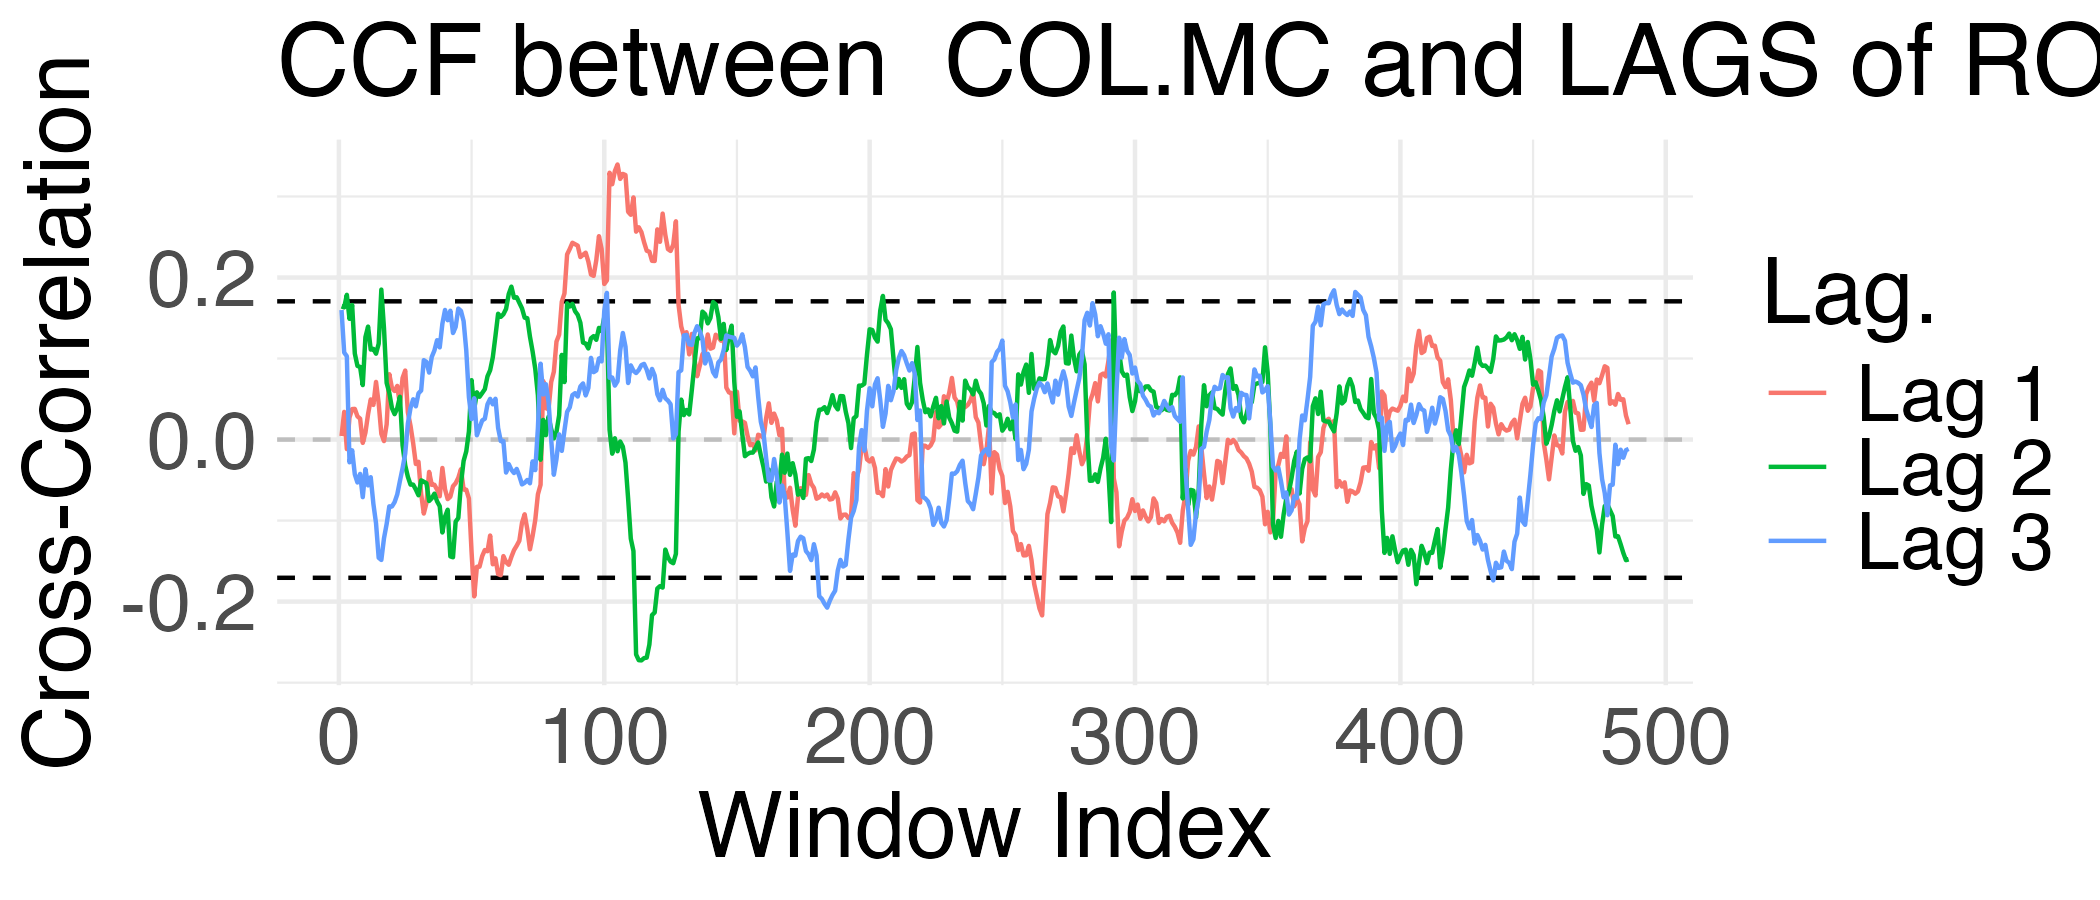 CCF between  COL.MC and LAGS of RO
Cross-Correlation
0.2
0.0
-0.2
0
100
200
300
400
500
Window Index
Lag.
Lag 1
Lag 2
Lag 3